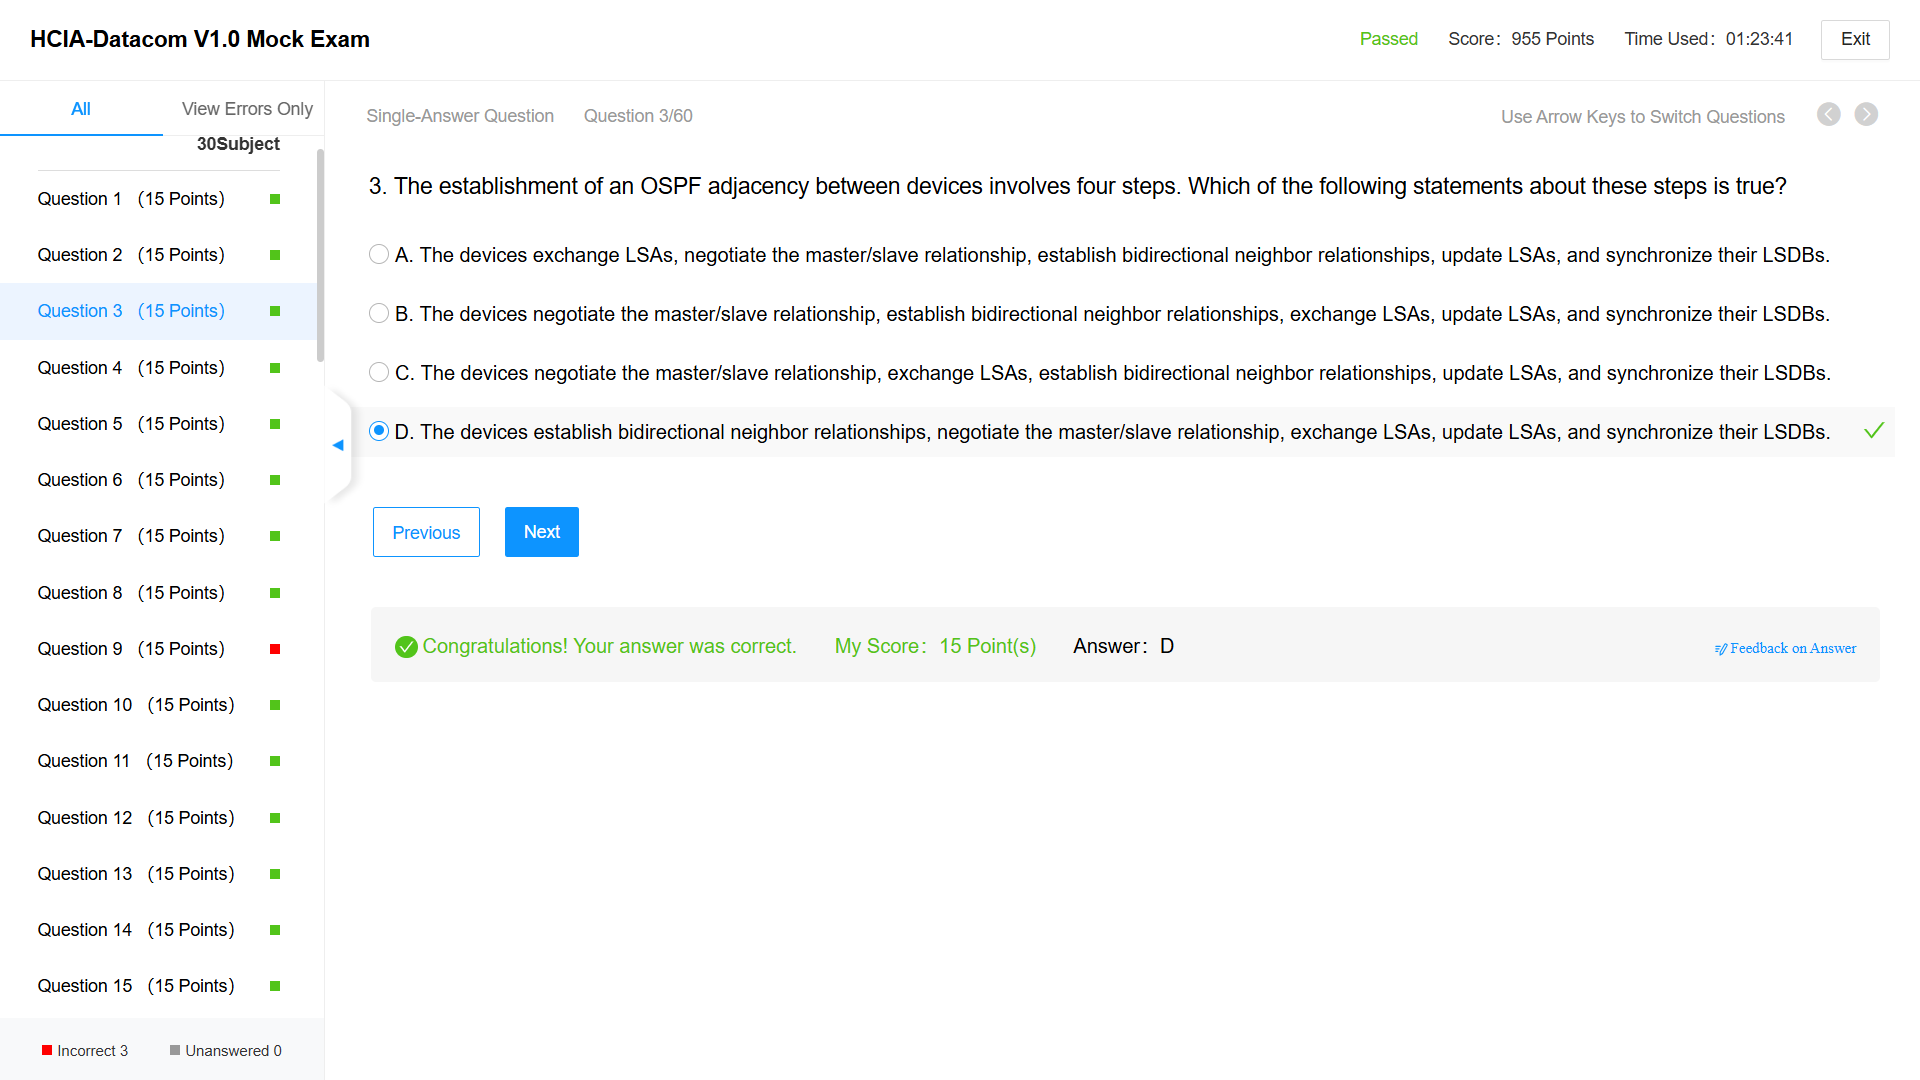 HCIA-Datacom V1.0 Mock Exam
Passed
Score: 955 Points
Time Used: 01:23:41
Exit
All
View Errors Only
30Subject
Question 1 (15 Points)
Question 2 (15 Points)
Question 3 (15 Points)
Question 4 (15 Points)
Question 5 (15 Points)
Question 6 (15 Points)
Question 7 (15 Points)
Question 8 (15 Points)
Question 9 (15 Points)
Question 10 (15 Points)
Question 11 (15 Points)
Question 12 (15 Points)
Question 13 (15 Points)
Question 14 (15 Points)
Question 15 (15 Points)
Incorrect 3
Unanswered 0
Single-Answer Question
Question 3/60
Use Arrow Keys to Switch Questions
3. The establishment of an OSPF adjacency between devices involves four steps. Which of the following statements about these steps is true?
A. The devices exchange LSAs, negotiate the master/slave relationship, establish bidirectional neighbor relationships, update LSAs, and synchronize their LSDBs.
B. The devices negotiate the master/slave relationship, establish bidirectional neighbor relationships, exchange LSAs, update LSAs, and synchronize their LSDBs.
C. The devices negotiate the master/slave relationship, exchange LSAs, establish bidirectional neighbor relationships, update LSAs, and synchronize their LSDBs.
D. The devices establish bidirectional neighbor relationships, negotiate the master/slave relationship, exchange LSAs, update LSAs, and synchronize their LSDBs.
Previous
Next
Congratulations! Your answer was correct.
My Score: 15 Point(s)
Answer: D
Feedback on Answer